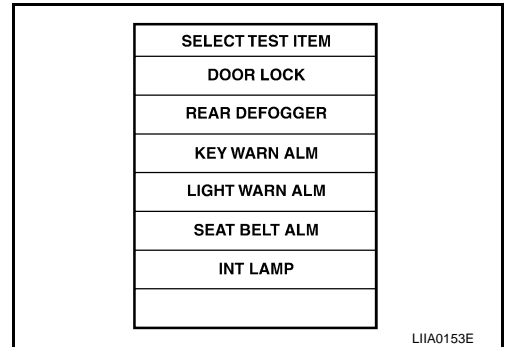 SELECT TEST ITEM
DOOR LOCK
REAR DEFOGGER
KEY WARN ALM
LIGHT WARN ALM
SEAT BELT ALM
INT LAMP
LIIA0153E